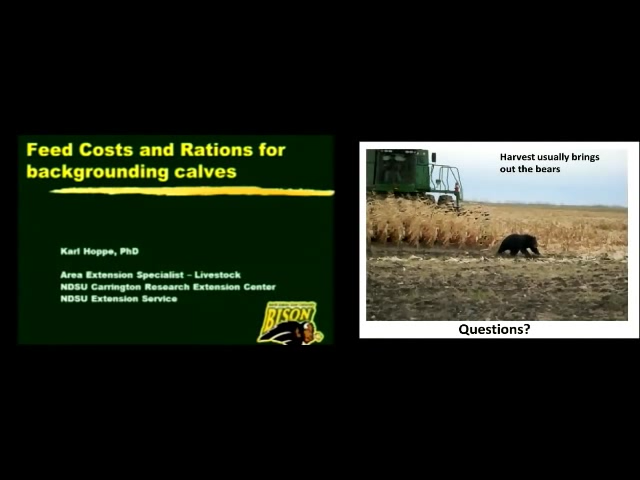 Feed Costs and Rations for
backgrounding calves
Karl Hoppe, PhD
Area Extension Specialist – Livestock
NDSU Carrington Research Extension Center
NDSU Extension Service
BISON
Harvest usually brings
out the bears
Questions?